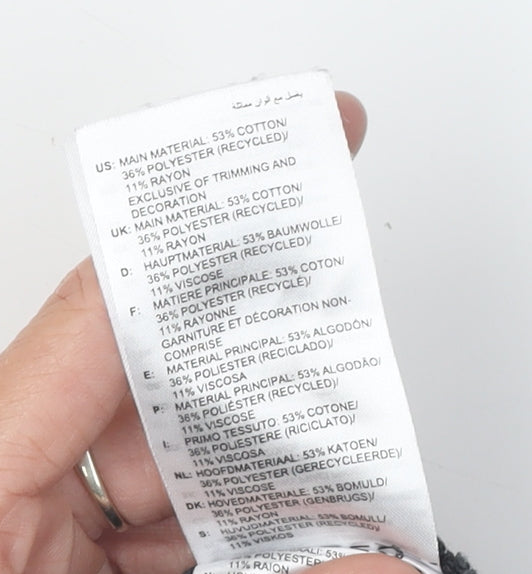 يغسل مع ألوان مماثلة
US: MAIN MATERIAL: 53% COTTON/
36% POLYESTER (RECYCLED)/
11% RAYON
EXCLUSIVE OF TRIMMING AND
DECORATION
UK: MAIN MATERIAL: 53% COTTON/
36% POLYESTER (RECYCLED)/
11% RAYON
D: HAUPTMATERIAL: 53% BAUMWOLLE/
36% POLYESTER (RECYCLED)/
11% VISCOSE
F: MATIERE PRINCIPALE: 53% COTON/
36% POLYESTER (RECYCLÉ)/
11% RAYONNE
GARNITURE ET DÉCORATION NON-
COMPRISE
E: MATERIAL PRINCIPAL: 53% ALGODÓN/
36% POLIESTER (RECICLADO)/
11% VISCOSA
P: MATERIAL PRINCIPAL: 53% ALGODÃO/
36% POLIÉSTER (RECYCLED)/
11% VISCOSE
I: PRIMO TESSUTO: 53% COTONE/
36% POLIESTERE (RICICLATO)/
11% VISCOSA
NL: HOOFDMATERIAAL: 53% KATOEN/
36% POLYESTER (GERECYCLEERDE)/
11% VISCOSE
DK: HOVEDMATERIALE: 53% BOMULD/
36% POLYESTER (GENBRUGS)/
11% RAYON
S: HUVUDMATERIAL: 53% BOMULL/
36% POLYESTER (RECYCLED)/
11% VISKOS
53%
POLYESTER
11% RAION